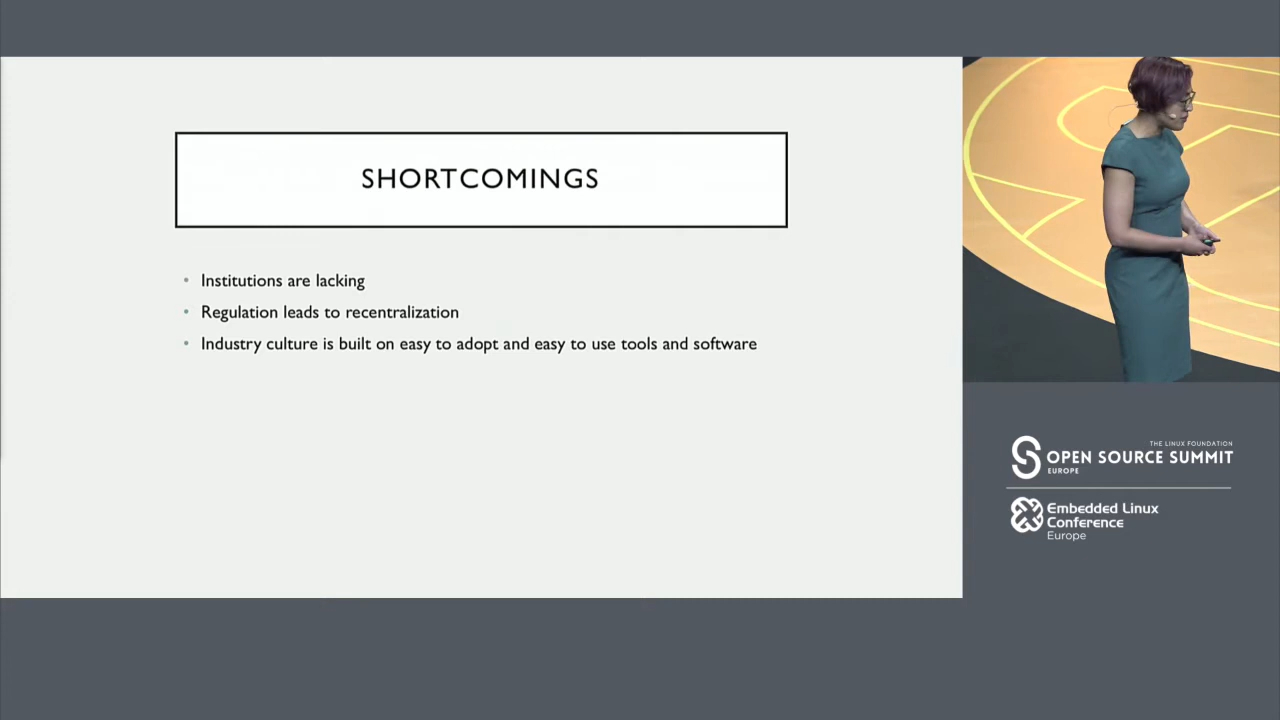 SHORTCOMINGS
• Institutions are lacking
• Regulation leads to recentralization
• Industry culture is built on easy to adopt and easy to use tools and software
THE LINUX FOUNDATION
OPEN SOURCE SUMMIT
EUROPE
Embedded Linux
Conference
Europe